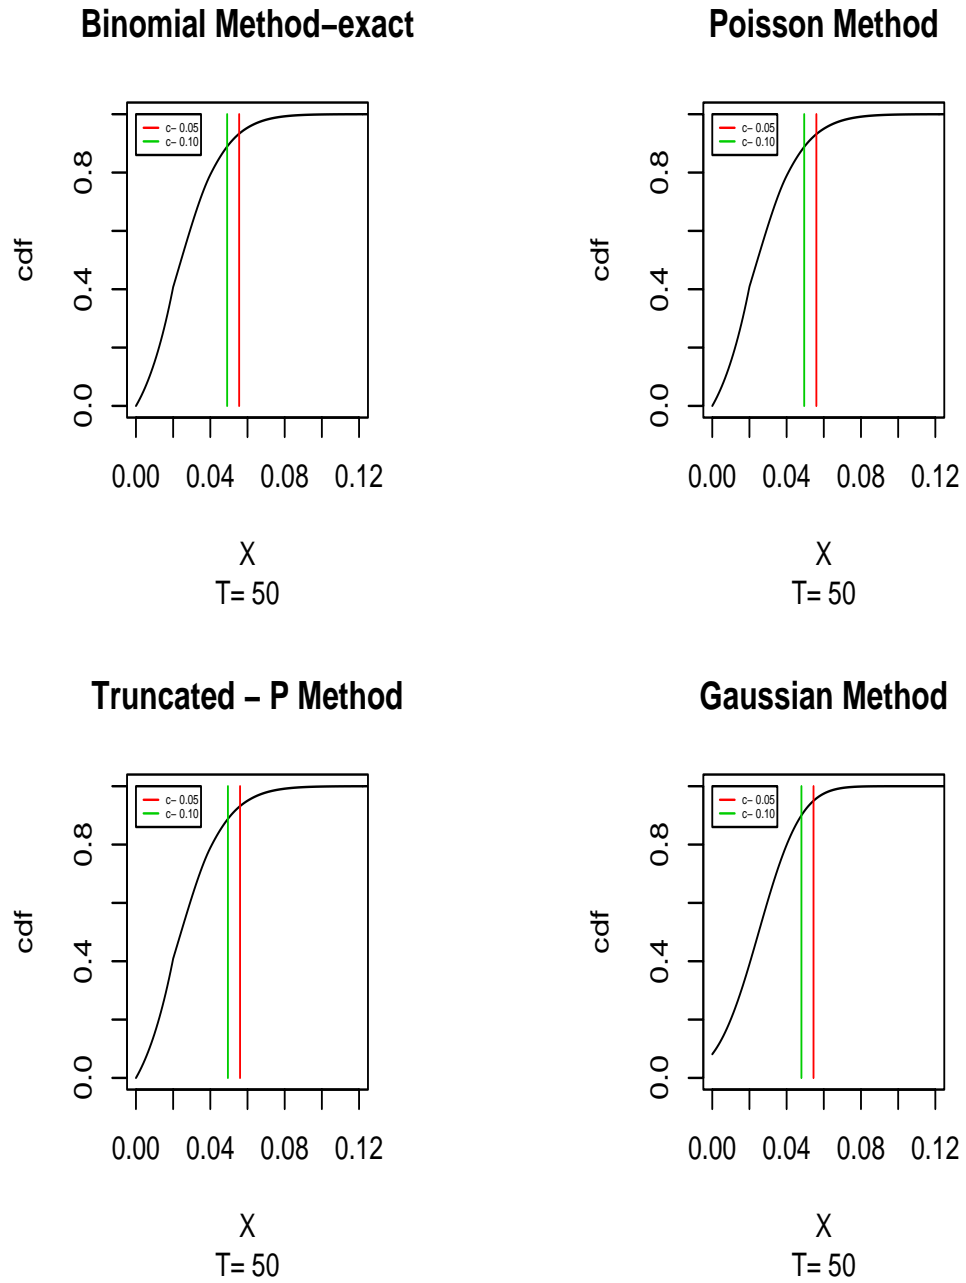 Binomial Method–exact
cdf
0.0 0.4 0.8
c– 0.05
c– 0.10
0.00 0.04 0.08 0.12
X
T= 50
Poisson Method
cdf
0.0 0.4 0.8
c– 0.05
c– 0.10
0.00 0.04 0.08 0.12
X
T= 50
Truncated – P Method
cdf
0.0 0.4 0.8
c– 0.05
c– 0.10
0.00 0.04 0.08 0.12
X
T= 50
Gaussian Method
cdf
0.0 0.4 0.8
c– 0.05
c– 0.10
0.00 0.04 0.08 0.12
X
T= 50